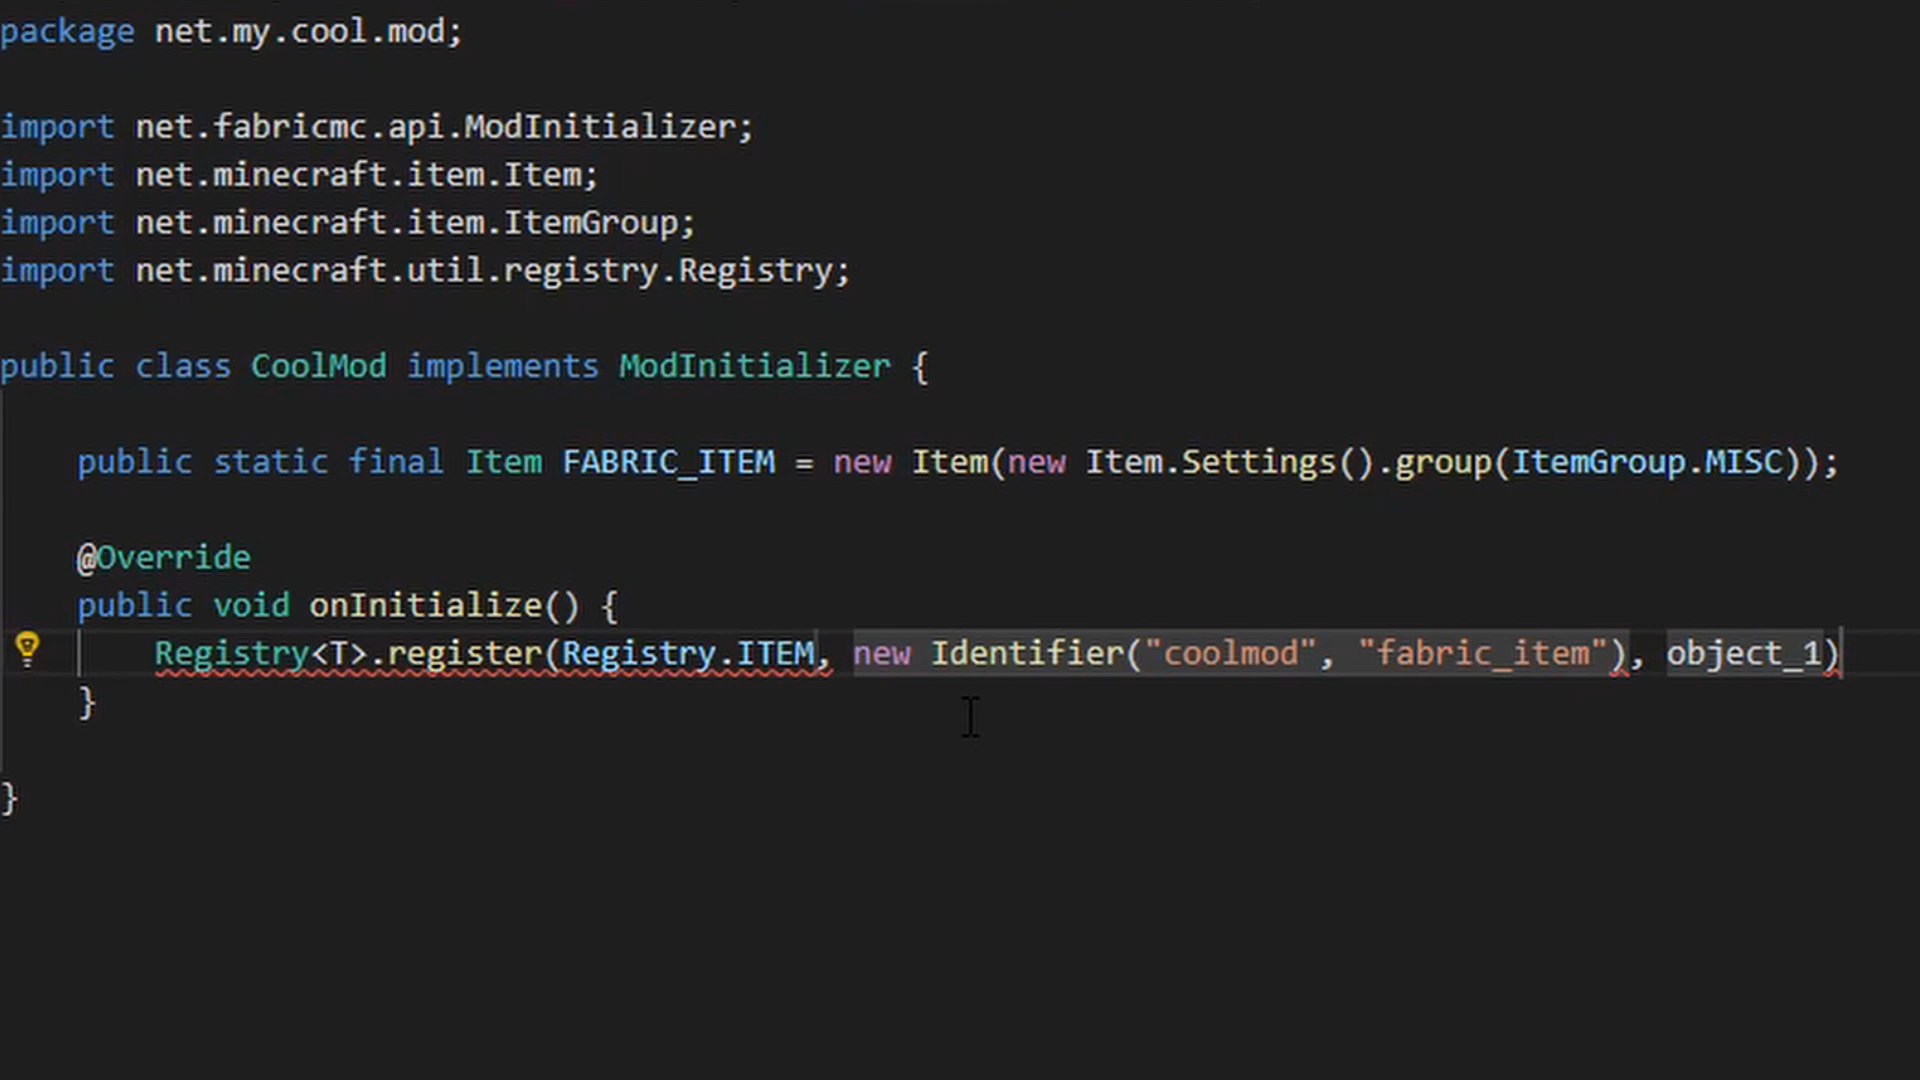 package net.my.cool.mod;
import net.fabricmc.api.ModInitializer;
import net.minecraft.item.Item;
import net.minecraft.item.ItemGroup;
import net.minecraft.util.registry.Registry;
public class CoolMod implements ModInitializer {
public static final Item FABRIC_ITEM = new Item(new Item.Settings().group(ItemGroup.MISC));
@Override
public void onInitialize() {
Registry<T>.register(Registry.ITEM, new Identifier("coolmod", "fabric_item"), object_1)
}
}